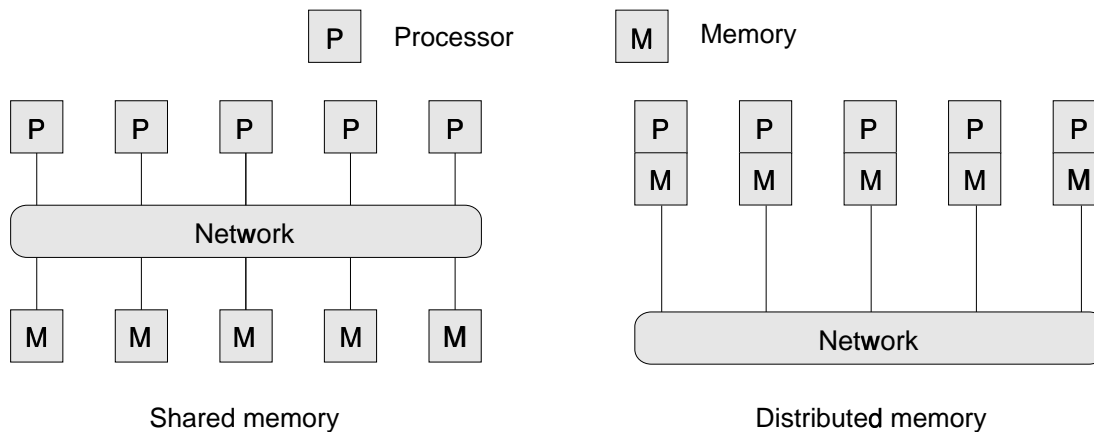 P Processor M Memory
P P P P P P P P P P
M M M M M
Network
M M M M M
Network
Shared memory Distributed memory